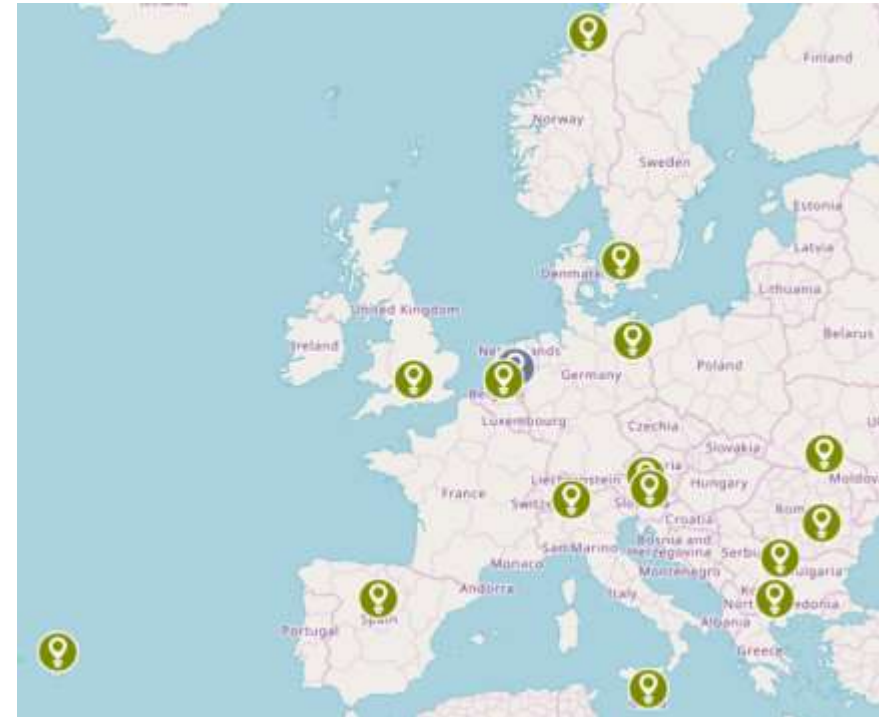 Finland
Norway
Sweden
Estonia
Latvia
Denmark
Lithuania
United Kingdom
Ireland
Belarus
Poland
Germany
Luxembourg
Czechia
Slovakia
Liechtenstein
Hungary
Moldova
France
Croatia
San Marino
Bosnia and
Herzegovina
Monaco
Montenegro
Andorra
Italy
Portugal
Spain
Albania
Greece